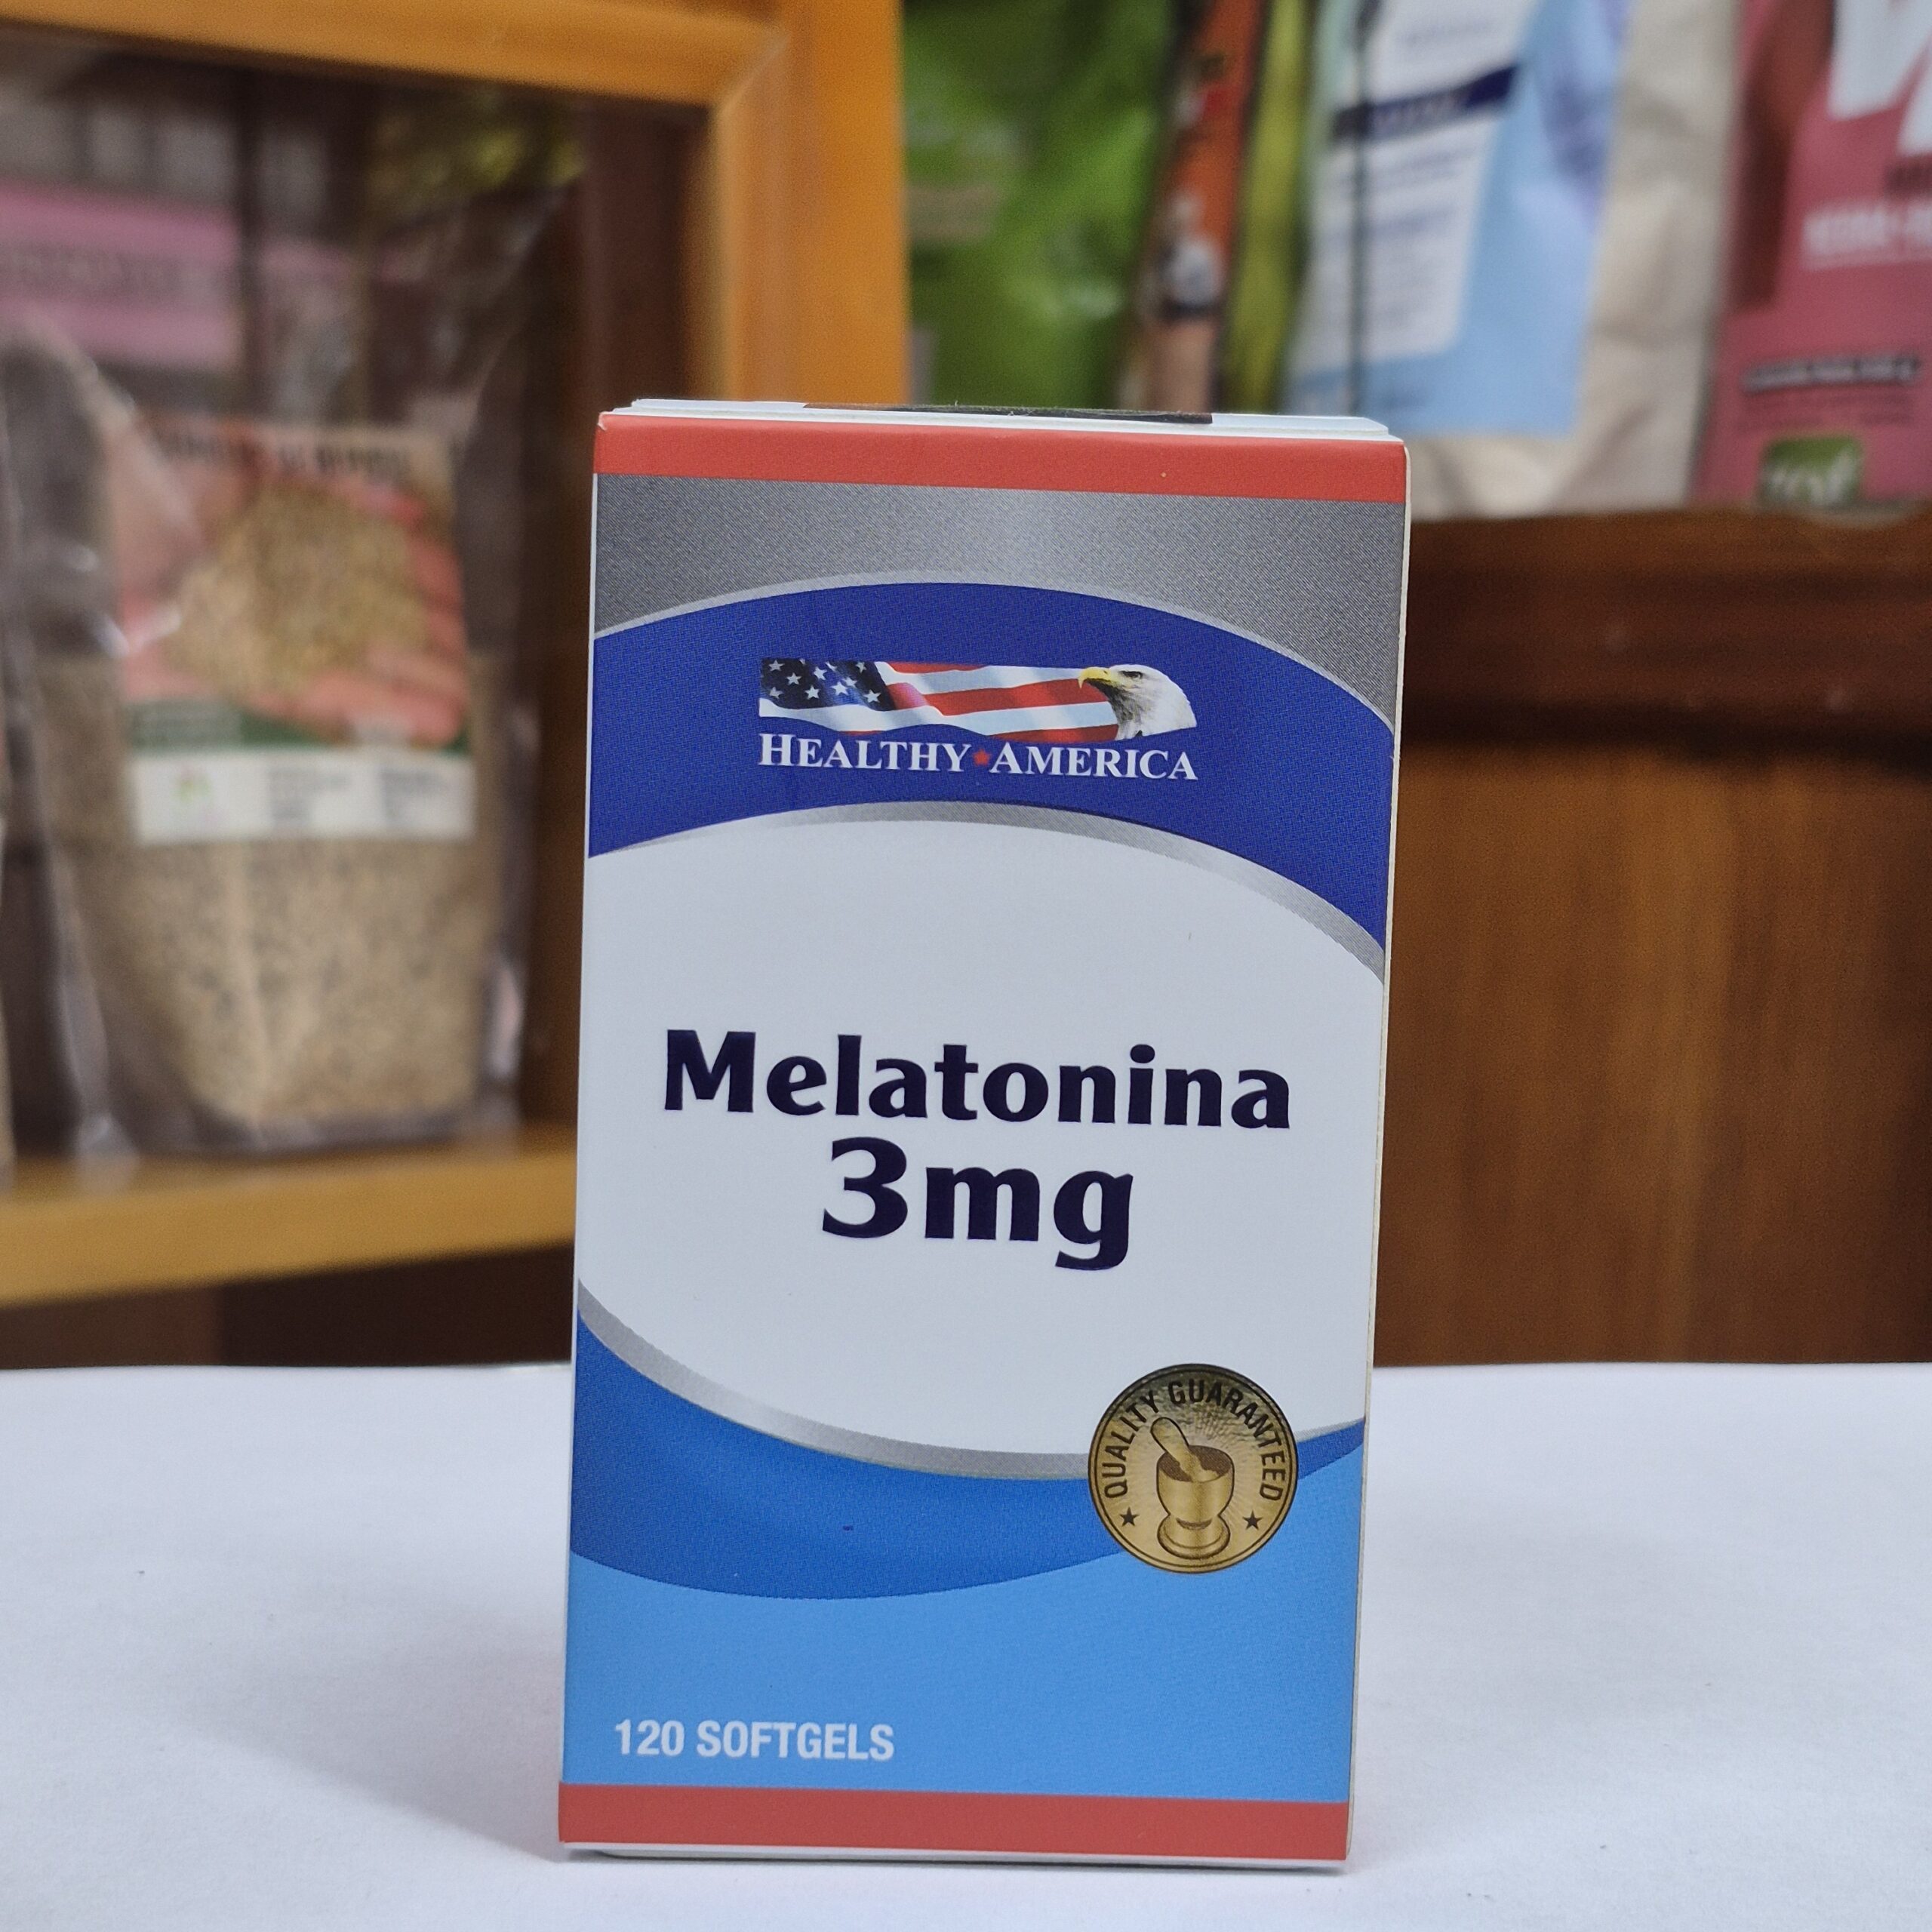 HEALTHY★AMERICA
Melatonina
3mg
QUALITY GUARANTEED
120 SOFTGELS